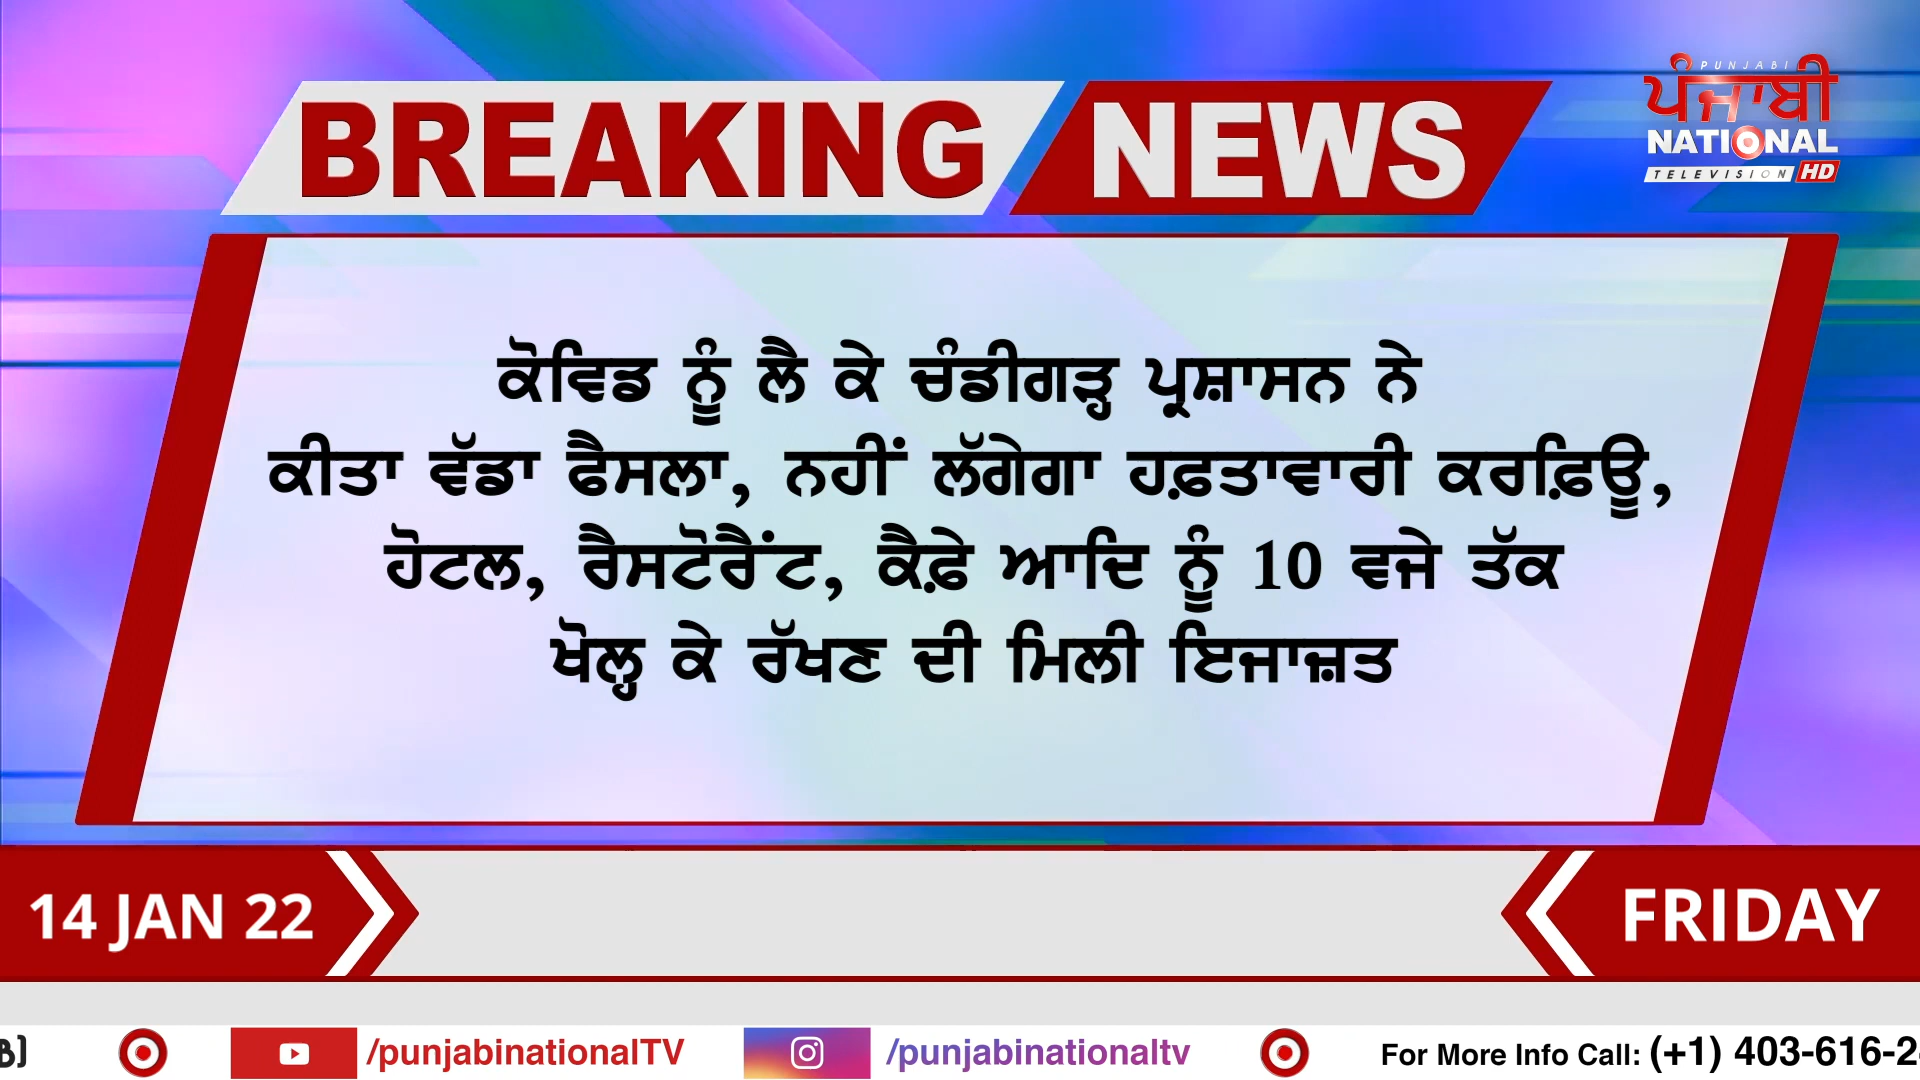 PUNJABI
ਪੰਜਾਬੀ
NATIONAL
TELEVISION HD
BREAKING NEWS
ਕੋਵਿਡ ਨੂੰ ਲੈ ਕੇ ਚੰਡੀਗੜ੍ਹ ਪ੍ਰਸ਼ਾਸਨ ਨੇ
ਕੀਤਾ ਵੱਡਾ ਫੈਸਲਾ, ਨਹੀਂ ਲੱਗੇਗਾ ਹਫ਼ਤਾਵਾਰੀ ਕਰਫ਼ਿਊ,
ਹੋਟਲ, ਰੈਸਟੋਰੈਂਟ, ਕੈਫ਼ੇ ਆਦਿ ਨੂੰ 10 ਵਜੇ ਤੱਕ
ਖੋਲ੍ਹ ਕੇ ਰੱਖਣ ਦੀ ਮਿਲੀ ਇਜਾਜ਼ਤ
14 JAN 22
FRIDAY
/punjabinationalTV /punjabinationaltv For More Info Call: (+1) 403-616-2